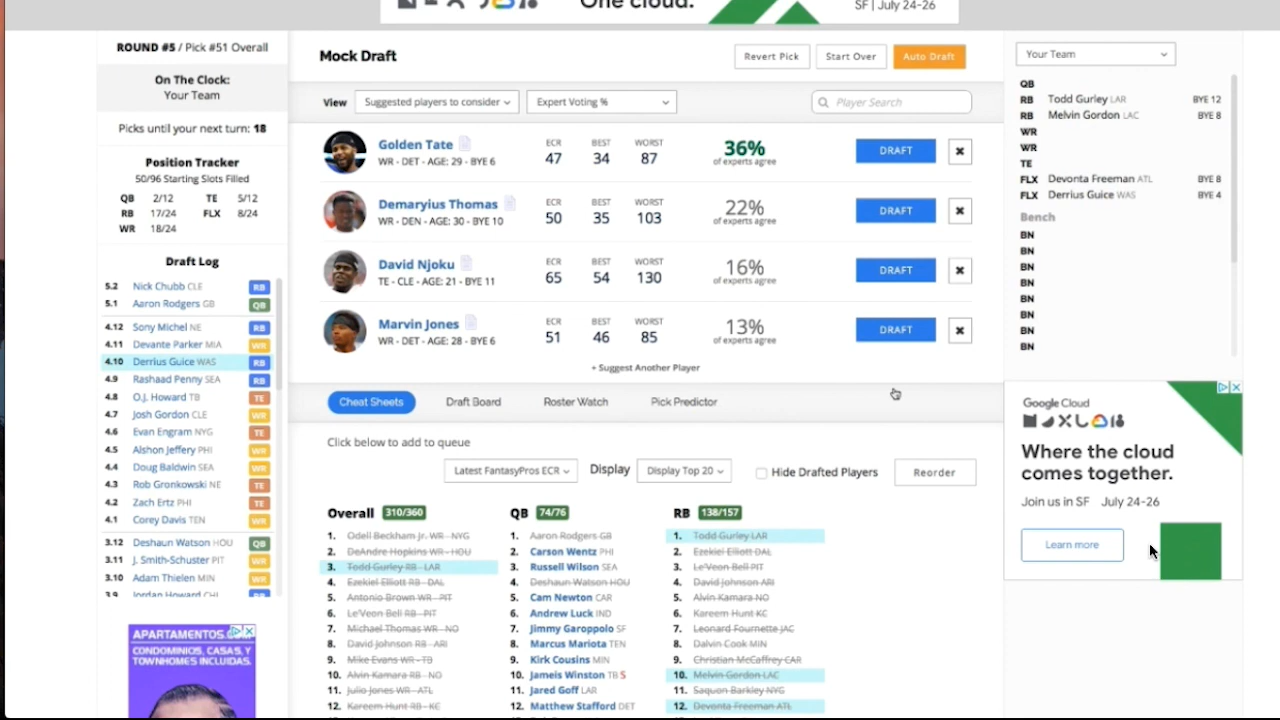 One cloud.
SF | July 24-26
ROUND #5 / Pick #51 Overall
On The Clock:
Your Team
Picks until your next turn: 18
Position Tracker
50/96 Starting Slots Filled
QB 2/12 TE 5/12
RB 17/24 FLX 8/24
WR 18/24
Draft Log
5.2 Nick Chubb CLE RB
5.1 Aaron Rodgers GB QB
4.12 Sony Michel NE RB
4.11 Devante Parker MIA WR
4.10 Derrius Guice WAS RB
4.9 Rashaad Penny SEA RB
4.8 O.J. Howard TB TE
4.7 Josh Gordon CLE WR
4.6 Evan Engram NYG TE
4.5 Alshon Jeffery PHI WR
4.4 Doug Baldwin SEA WR
4.3 Rob Gronkowski NE TE
4.2 Zach Ertz PHI TE
4.1 Corey Davis TEN WR
3.12 Deshaun Watson HOU QB
3.11 J. Smith-Schuster PIT WR
3.10 Adam Thielen MIN WR
3.9 Jordan Howard CHI RB
APARTAMENTOS,
CONDOMINIOS, CASAS, Y
TOWNHOMES INCLUIDAS.
Mock Draft
Revert Pick
Start Over
Auto Draft
View
Suggested players to consider
Expert Voting %
Player Search
Golden Tate ECR BEST WORST 36% DRAFT ✖
WR - DET - AGE: 29 - BYE 6 47 34 87 of experts agree
Demaryius Thomas ECR BEST WORST 22% DRAFT ✖
WR - DEN - AGE: 30 - BYE 10 50 35 103 of experts agree
David Njoku ECR BEST WORST 16% DRAFT ✖
TE - CLE - AGE: 21 - BYE 11 65 54 130 of experts agree
Marvin Jones ECR BEST WORST 13% DRAFT ✖
WR - DET - AGE: 28 - BYE 6 51 46 85 of experts agree
+ Suggest Another Player
Cheat Sheets
Draft Board
Roster Watch
Pick Predictor
Click below to add to queue
Latest FantasyPros ECR
Display
Display Top 20
Hide Drafted Players
Reorder
Overall 310/360
1. Odell Beckham Jr. WR - NYG
2. DeAndre Hopkins WR - HOU
3. Todd Gurley RB - LAR
4. Ezekiel Elliott RB - DAL
5. Antonio Brown WR - PIT
6. Le'Veon Bell RB - PIT
7. Michael Thomas WR - NO
8. David Johnson RB - ARI
9. Mike Evans WR - TB
10. Alvin Kamara RB - NO
11. Julio Jones WR - ATL
12. Kareem Hunt RB - KC
QB 74/76
1. Aaron Rodgers GB
2. Carson Wentz PHI
3. Russell Wilson SEA
4. Deshaun Watson HOU
5. Cam Newton CAR
6. Andrew Luck IND
7. Jimmy Garoppolo SF
8. Marcus Mariota TEN
9. Kirk Cousins MIN
10. Jameis Winston TB S
11. Jared Goff LAR
12. Matthew Stafford DET
RB 138/157
1. Todd Gurley LAR
2. Ezekiel Elliott DAL
3. Le'Veon Bell PIT
4. David Johnson ARI
5. Alvin Kamara NO
6. Kareem Hunt KC
7. Leonard Fournette JAC
8. Dalvin Cook MIN
9. Christian McCaffrey CAR
10. Melvin Gordon LAC
11. Saquon Barkley NYG
12. Devonta Freeman ATL
Your Team
QB
RB Todd Gurley LAR BYE 12
RB Melvin Gordon LAC BYE 8
WR
WR
TE
FLX Devonta Freeman ATL BYE 8
FLX Derrius Guice WAS BYE 4
Bench
BN
BN
BN
BN
BN
BN
BN
BN
Google Cloud
Where the cloud
comes together.
Join us in SF July 24-26
Learn more